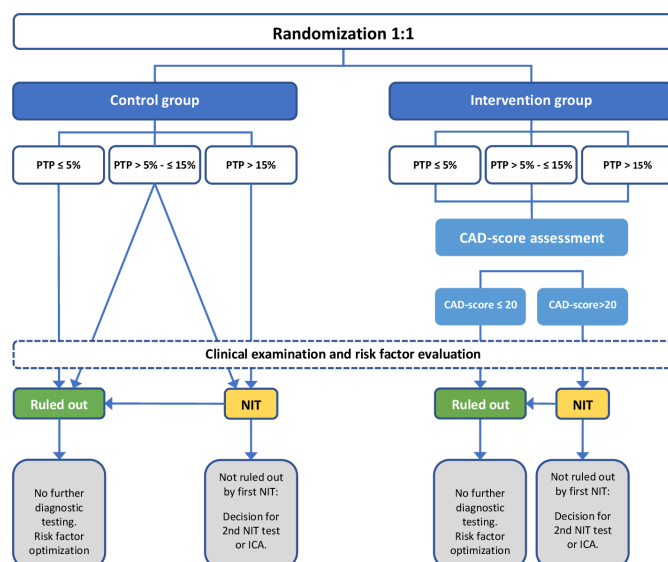 Randomization 1:1
Control group
Intervention group
PTP ≤ 5%
PTP > 5% - ≤ 15%
PTP > 15%
PTP ≤ 5%
PTP > 5% - ≤ 15%
PTP > 15%
CAD-score assessment
CAD-score ≤ 20
CAD-score>20
Clinical examination and risk factor evaluation
Ruled out
NIT
Ruled out
NIT
No further
diagnostic
testing.
Risk factor
optimization
Not ruled out
by first NIT:
Decision for
2nd NIT test
or ICA.
No further
diagnostic
testing.
Risk factor
optimization
Not ruled out
by first NIT:
Decision for
2nd NIT test
or ICA.